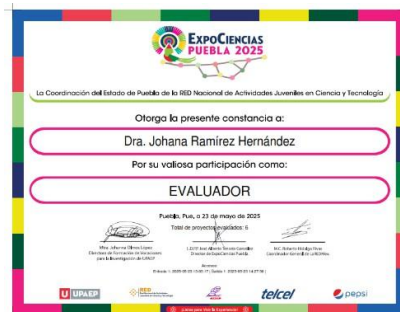 EXPOCIENCIAS
PUEBLA 2025
La Coordinación del Estado de Puebla de la RED Nacional de Actividades Juveniles en Ciencia y Tecnología
Otorga la presente constancia a:
Dra. Johana Ramírez Hernández
Por su valiosa participación como:
EVALUADOR
Puebla, Pue, a 23 de mayo de 2025
Total de proyectos evaluados: 6
UPAEP
RED
telcel
pepsi